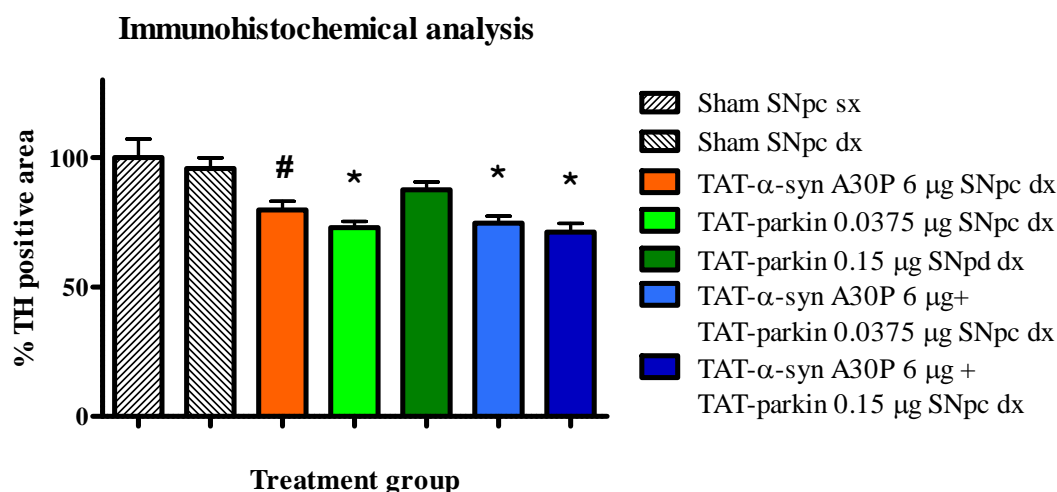 Immunohistochemical analysis
% TH positive area
100
50
0
#
*
*
*
Treatment group
Sham SNpc sx
Sham SNpc dx
TAT-α-syn A30P 6 μg SNpc dx
TAT-parkin 0.0375 μg SNpc dx
TAT-parkin 0.15 μg SNpd dx
TAT-α-syn A30P 6 μg+
TAT-parkin 0.0375 μg SNpc dx
TAT-α-syn A30P 6 μg +
TAT-parkin 0.15 μg SNpc dx